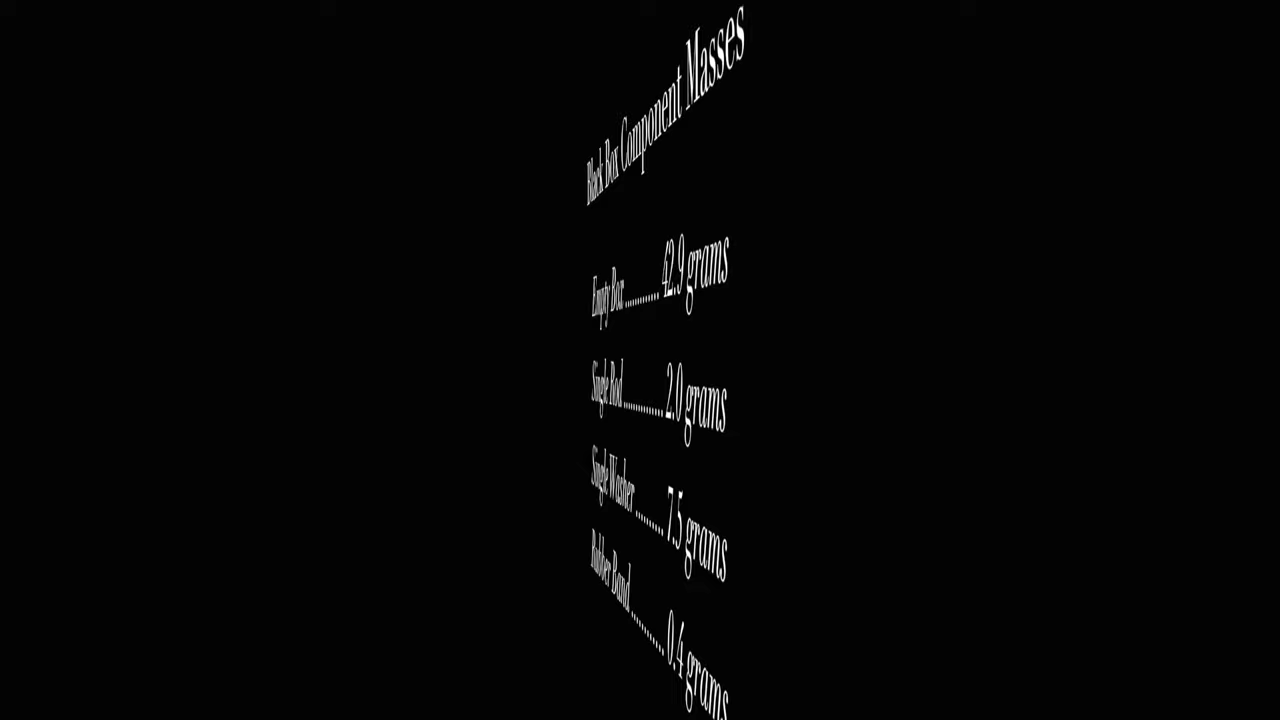 Black Box Component Masses
Empty Box .......... 42.9 grams
Single Rod ........... 2.0 grams
Single Washer ........ 7.5 grams
Rubber Band ......... 0.4 grams